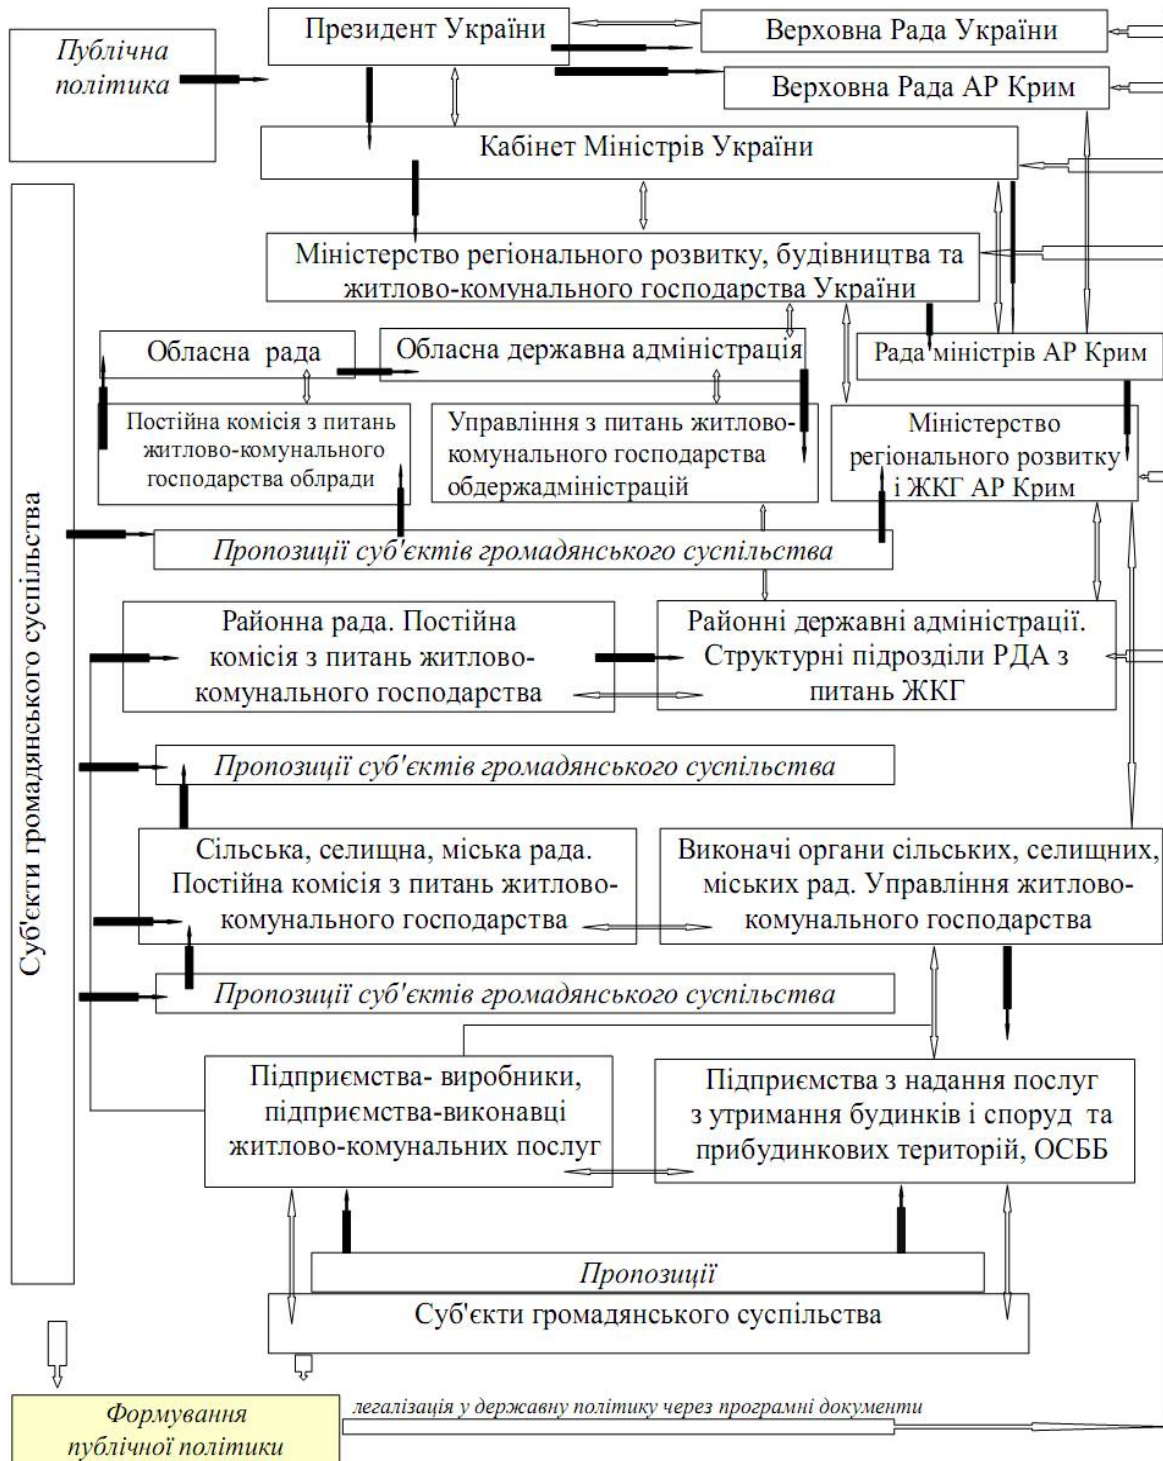 Публічна
політика
Президент України
Верховна Рада України
Верховна Рада АР Крим
Кабінет Міністрів України
Міністерство регіонального розвитку, будівництва та
житлово-комунального господарства України
Обласна рада
Обласна державна адміністрація
Рада міністрів АР Крим
Постійна комісія з питань
житлово-комунального
господарства облради
Управління з питань житлово-
комунального господарства
обдержадміністрацій
Міністерство
регіонального розвитку
і ЖКГ АР Крим
Суб'єкти громадянського суспільства
Пропозиції суб'єктів громадянського суспільства
Районна рада. Постійна
комісія з питань житлово-
комунального господарства
Районні державні адміністрації.
Структурні підрозділи РДА з
питань ЖКГ
Пропозиції суб'єктів громадянського суспільства
Сільська, селищна, міська рада.
Постійна комісія з питань житлово-
комунального господарства
Виконачі органи сільських, селищних,
міських рад. Управління житлово-
комунального господарства
Пропозиції суб'єктів громадянського суспільства
Підприємства- виробники,
підприємства-виконавці
житлово-комунальних послуг
Підприємства з надання послуг
з утримання будинків і споруд та
прибудинкових територій, ОСББ
Пропозиції
Суб'єкти громадянського суспільства
Формування
публічної політики
легалізація у державну політику через програмні документи